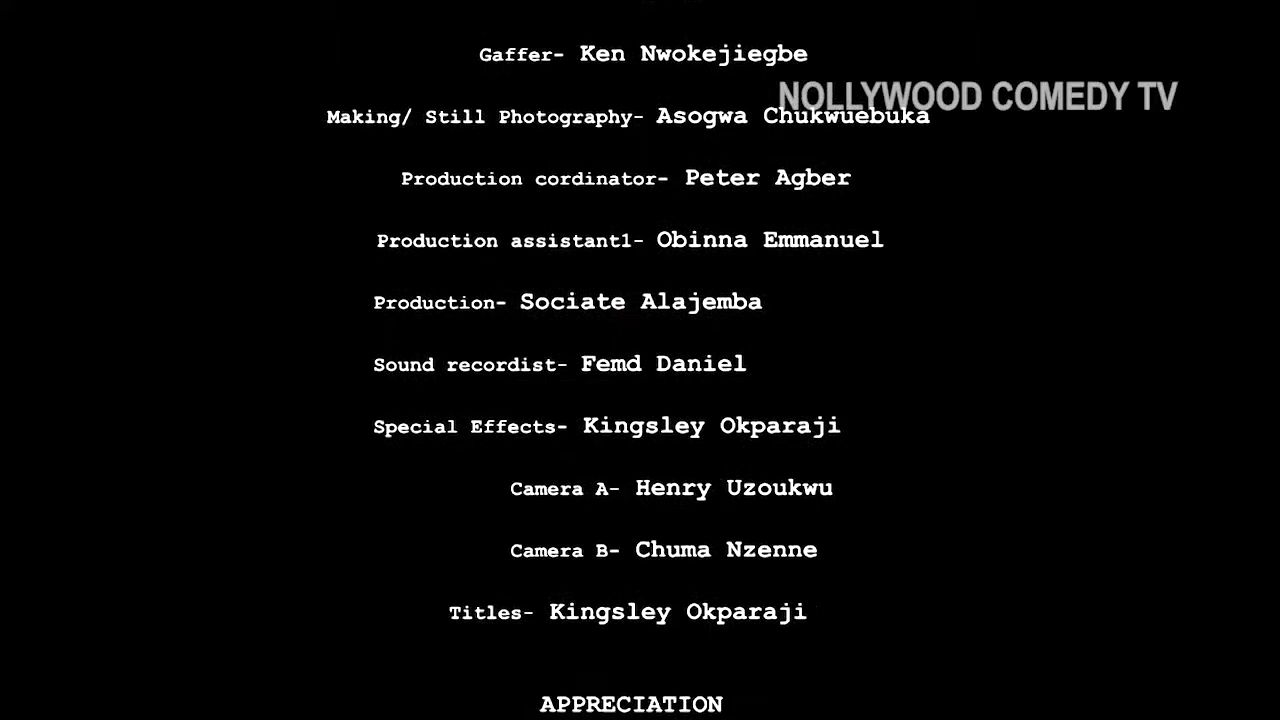 Gaffer- Ken Nwokejiegbe
NOLLYWOOD COMEDY TV
Making/ Still Photography- Asogwa Chukwuebuka
Production cordinator- Peter Agber
Production assistant1- Obinna Emmanuel
Production- Sociate Alajemba
Sound recordist- Femd Daniel
Special Effects- Kingsley Okparaji
Camera A- Henry Uzoukwu
Camera B- Chuma Nzenne
Titles- Kingsley Okparaji
APPRECIATION